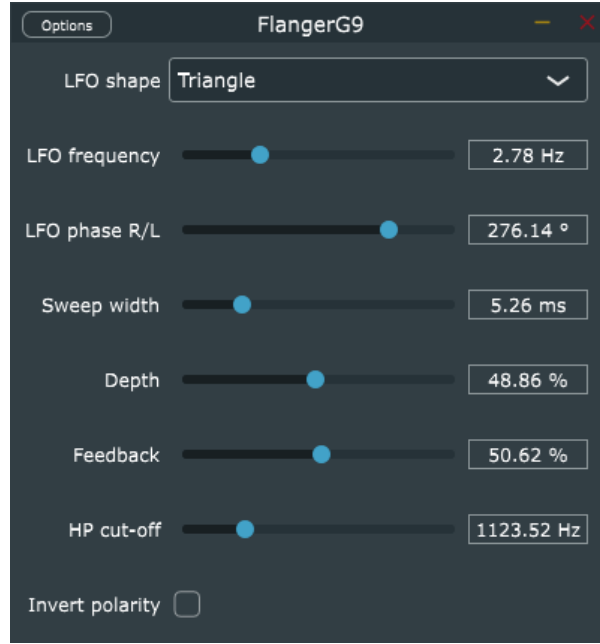 Options FlangerG9
LFO shape Triangle
LFO frequency 2.78 Hz
LFO phase R/L 276.14 º
Sweep width 5.26 ms
Depth 48.86 %
Feedback 50.62 %
HP cut-off 1123.52 Hz
Invert polarity